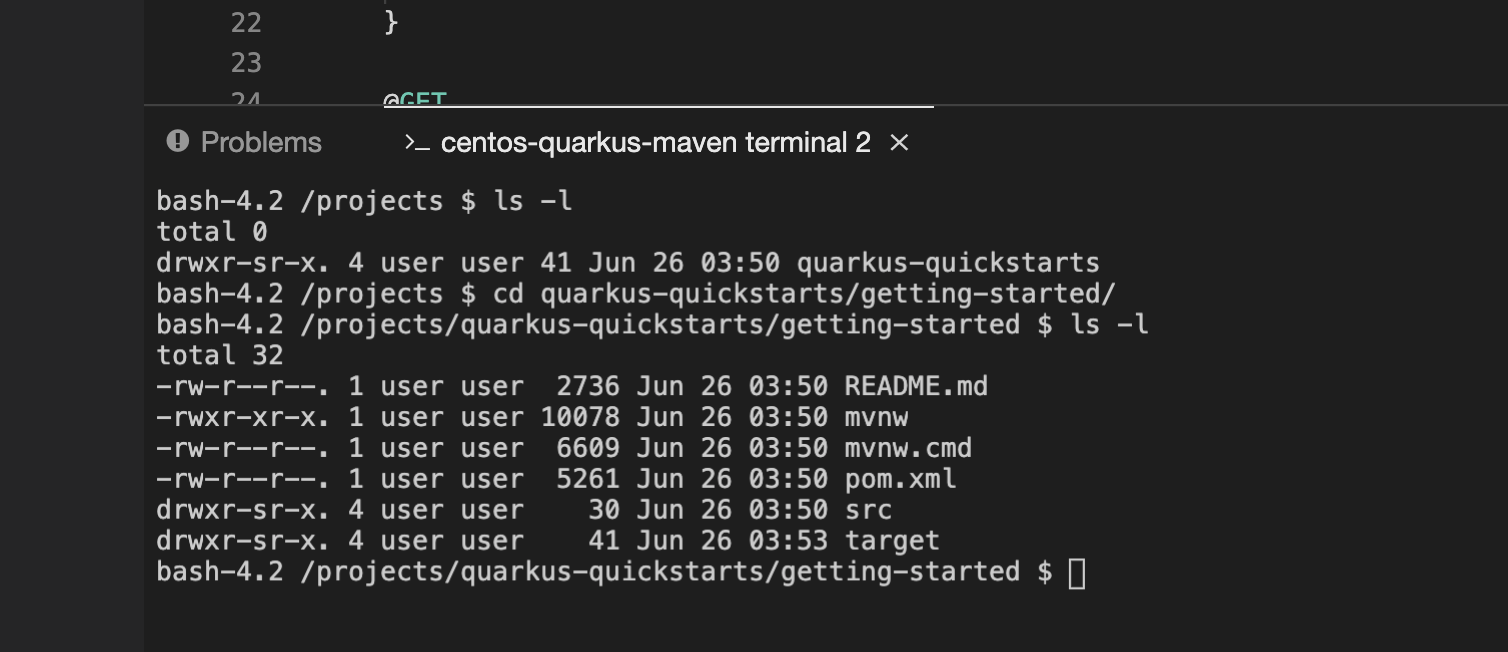 22 }
23
24 @GET
Problems >_ centos-quarkus-maven terminal 2 ×
bash-4.2 /projects $ ls -l
total 0
drwxr-sr-x. 4 user user 41 Jun 26 03:50 quarkus-quickstarts
bash-4.2 /projects $ cd quarkus-quickstarts/getting-started/
bash-4.2 /projects/quarkus-quickstarts/getting-started $ ls -l
total 32
-rw-r--r--. 1 user user  2736 Jun 26 03:50 README.md
-rwxr-xr-x. 1 user user 10078 Jun 26 03:50 mvnw
-rw-r--r--. 1 user user  6609 Jun 26 03:50 mvnw.cmd
-rw-r--r--. 1 user user  5261 Jun 26 03:50 pom.xml
drwxr-sr-x. 4 user user    30 Jun 26 03:50 src
drwxr-sr-x. 4 user user    41 Jun 26 03:53 target
bash-4.2 /projects/quarkus-quickstarts/getting-started $